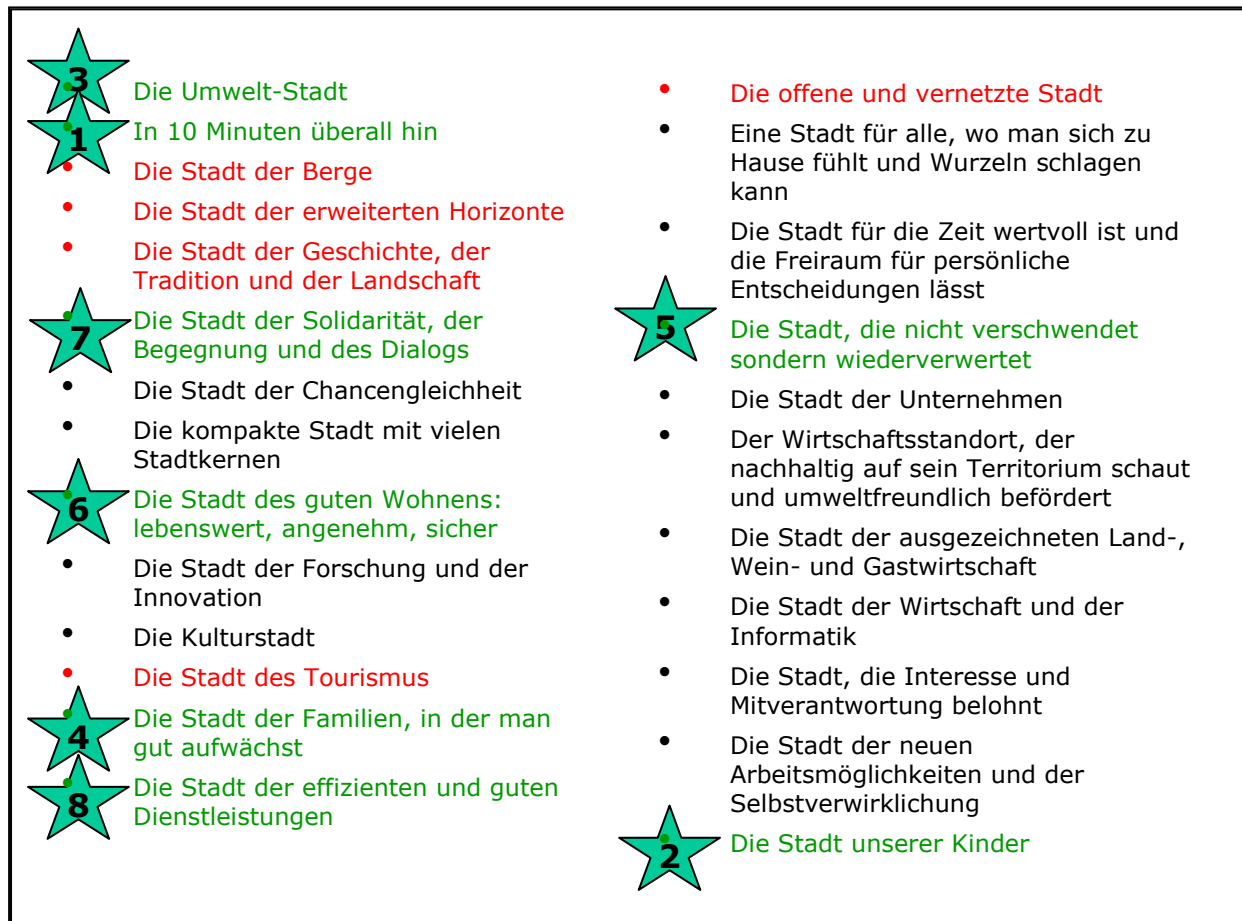 3
Die Umwelt-Stadt
1
In 10 Minuten überall hin
• Die Stadt der Berge
• Die Stadt der erweiterten Horizonte
• Die Stadt der Geschichte, der
Tradition und der Landschaft
7
Die Stadt der Solidarität, der
Begegnung und des Dialogs
• Die Stadt der Chancengleichheit
• Die kompakte Stadt mit vielen
Stadtkernen
6
Die Stadt des guten Wohnens:
lebenswert, angenehm, sicher
• Die Stadt der Forschung und der
Innovation
• Die Kulturstadt
• Die Stadt des Tourismus
4
Die Stadt der Familien, in der man
gut aufwächst
8
Die Stadt der effizienten und guten
Dienstleistungen
• Die offene und vernetzte Stadt
• Eine Stadt für alle, wo man sich zu
Hause fühlt und Wurzeln schlagen
kann
• Die Stadt für die Zeit wertvoll ist und
die Freiraum für persönliche
Entscheidungen lässt
5
Die Stadt, die nicht verschwendet
sondern wiederverwertet
• Die Stadt der Unternehmen
• Der Wirtschaftsstandort, der
nachhaltig auf sein Territorium schaut
und umweltfreundlich befördert
• Die Stadt der ausgezeichneten Land-,
Wein- und Gastwirtschaft
• Die Stadt der Wirtschaft und der
Informatik
• Die Stadt, die Interesse und
Mitverantwortung belohnt
• Die Stadt der neuen
Arbeitsmöglichkeiten und der
Selbstverwirklichung
2
Die Stadt unserer Kinder